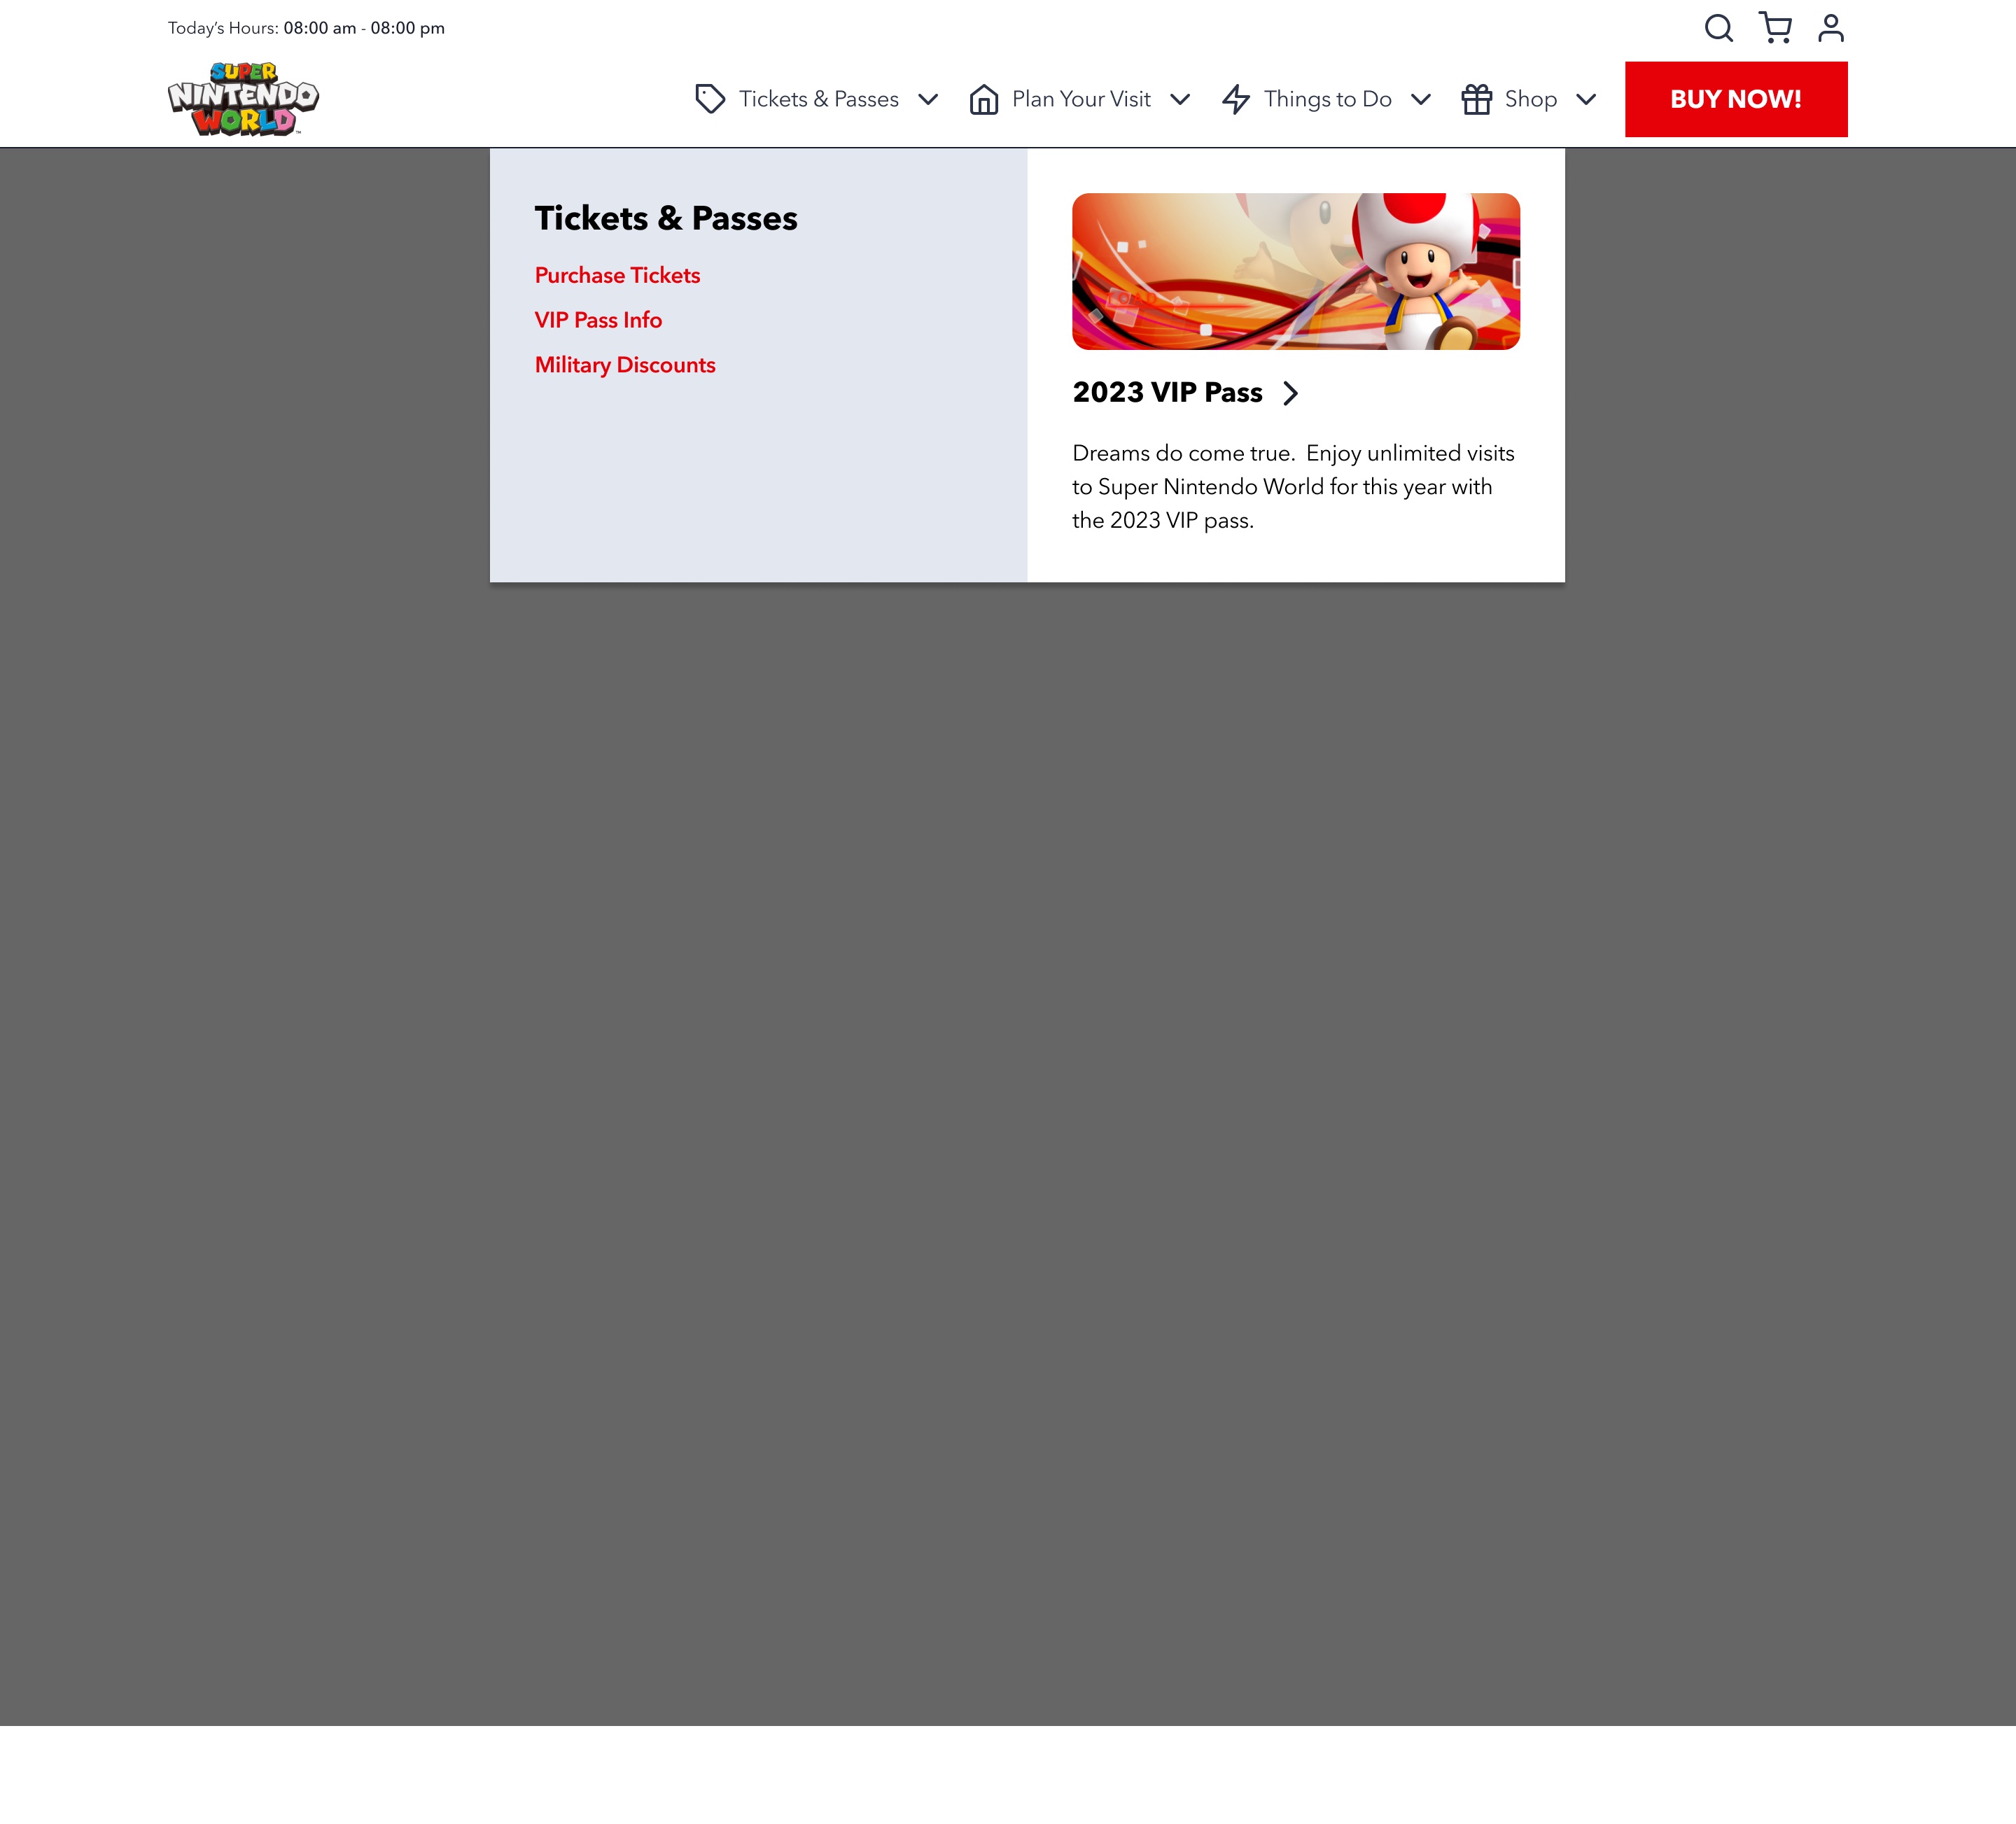 Today’s Hours: 08:00 am - 08:00 pm
SUPER
NINTENDO
WORLD™
Tickets & Passes
Plan Your Visit
Things to Do
Shop
BUY NOW!
Tickets & Passes
Purchase Tickets
VIP Pass Info
Military Discounts
TOAD
2023 VIP Pass
Dreams do come true.  Enjoy unlimited visits
to Super Nintendo World for this year with
the 2023 VIP pass.